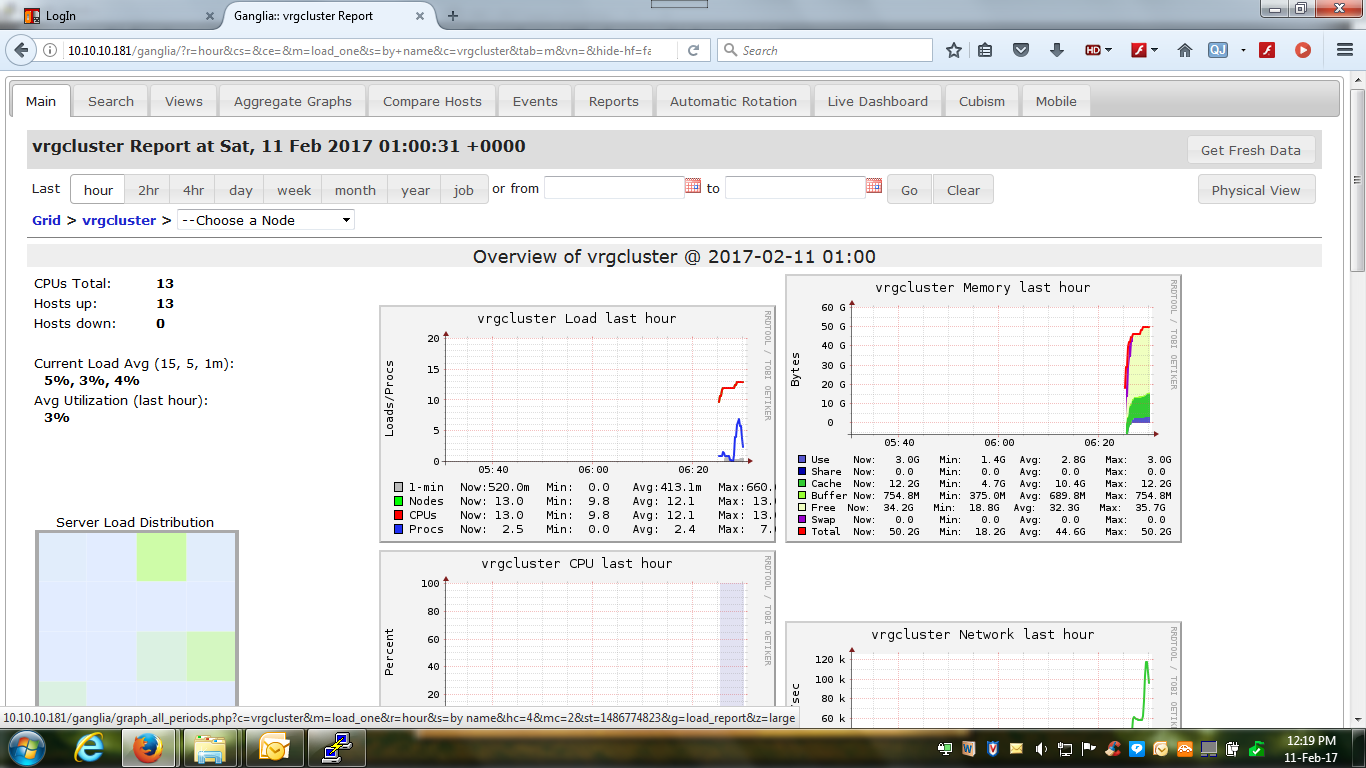 LogIn
Ganglia:: vrgcluster Report
10.10.10.181/ganglia/?r=hour&cs=&ce=&m=load_one&s=by+name&c=vrgcluster&tab=m&vn=&hide-hf=fa
Search
HD
QJ
Main Search Views Aggregate Graphs Compare Hosts Events Reports Automatic Rotation Live Dashboard Cubism Mobile
vrgcluster Report at Sat, 11 Feb 2017 01:00:31 +0000
Get Fresh Data
Last hour 2hr 4hr day week month year job or from to Go Clear
Physical View
Grid > vrgcluster > --Choose a Node
Overview of vrgcluster @ 2017-02-11 01:00
CPUs Total: 13
Hosts up: 13
Hosts down: 0
Current Load Avg (15, 5, 1m):
5%, 3%, 4%
Avg Utilization (last hour):
3%
Server Load Distribution
vrgcluster Load last hour
RRDTOOL / TOBI OETIKER
Loads/Procs
20
15
10
5
0
05:40 06:00 06:20
1-min Now:520.0m Min: 0.0 Avg:413.1m Max:660.
Nodes Now: 13.0 Min: 9.8 Avg: 12.1 Max: 13.
CPUs Now: 13.0 Min: 9.8 Avg: 12.1 Max: 13.
Procs Now: 2.5 Min: 0.0 Avg: 2.4 Max: 7.
vrgcluster Memory last hour
RRDTOOL / TOBI OETIKER
Bytes
60 G
50 G
40 G
30 G
20 G
10 G
0
05:40 06:00 06:20
Use Now: 3.0G Min: 1.4G Avg: 2.8G Max: 3.0G
Share Now: 0.0 Min: 0.0 Avg: 0.0 Max: 0.0
Cache Now: 12.2G Min: 4.7G Avg: 10.4G Max: 12.2G
Buffer Now: 754.8M Min: 375.0M Avg: 689.8M Max: 754.8M
Free Now: 34.2G Min: 18.8G Avg: 32.3G Max: 35.7G
Swap Now: 0.0 Min: 0.0 Avg: 0.0 Max: 0.0
Total Now: 50.2G Min: 18.2G Avg: 44.6G Max: 50.2G
vrgcluster CPU last hour
RRDTOOL / TOBI OETIKER
Percent
100
80
60
40
20
vrgcluster Network last hour
RRDTOOL / TOBI OETIKER
/sec
120 k
100 k
80 k
60 k
10.10.10.181/ganglia/graph_all_periods.php?c=vrgcluster&m=load_one&r=hour&s=by name&hc=4&mc=2&st=1486774823&g=load_report&z=large
12:19 PM
11-Feb-17